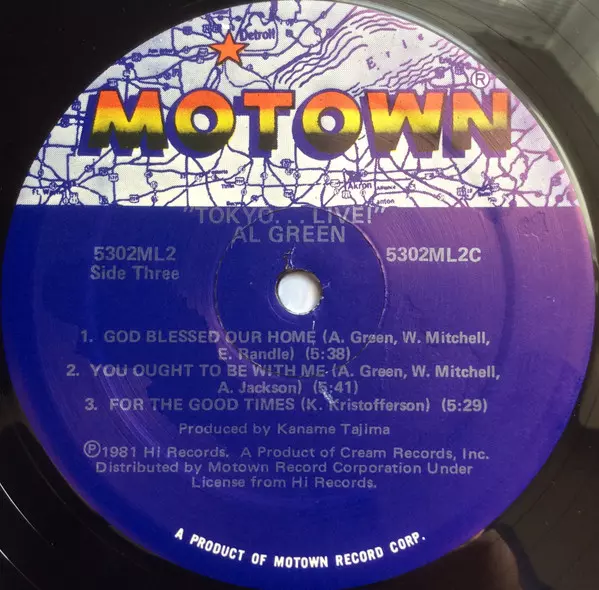 Detroit
Erie
MOTOWN®
Akron
Alliance
Canton
"TOKYO...LIVE!"
AL GREEN
5302ML2
Side Three
5302ML2C
1. GOD BLESSED OUR HOME (A. Green, W. Mitchell,
E. Randle) (5:38)
2. YOU OUGHT TO BE WITH ME (A. Green, W. Mitchell,
A. Jackson) (5:41)
3. FOR THE GOOD TIMES (K. Kristofferson) (5:29)
Produced by Kaname Tajima
℗1981 Hi Records. A Product of Cream Records, Inc.
Distributed by Motown Record Corporation Under
License from Hi Records.
A PRODUCT OF MOTOWN RECORD CORP.